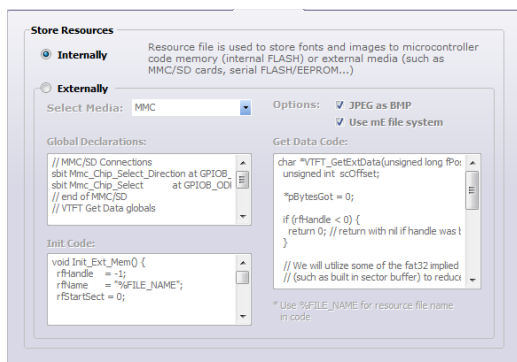 Store Resources
Internally
Resource file is used to store fonts and images to microcontroller
code memory (internal FLASH) or external media (such as
MMC/SD cards, serial FLASH/EEPROM...)
Externally
Select Media: MMC
Options: JPEG as BMP
Use mE file system
Global Declarations:
// MMC/SD Connections
sbit Mmc_Chip_Select_Direction at GPIOB_
sbit Mmc_Chip_Select at GPIOB_OD
// end of MMC/SD
// VTFT Get Data globals
Init Code:
void Init_Ext_Mem() {
rfHandle = -1;
rfName = "%FILE_NAME";
rfStartSect = 0;
Get Data Code:
char *VTFT_GetExtData(unsigned long fPos
unsigned int scOffset;
*pBytesGot = 0;
if (rfHandle < 0) {
return 0; // return with nil if handle was b
}
// We will utilize some of the fat32 implied
// (such as built in sector buffer) to reduce
* Use %FILE_NAME for resource file name
in code